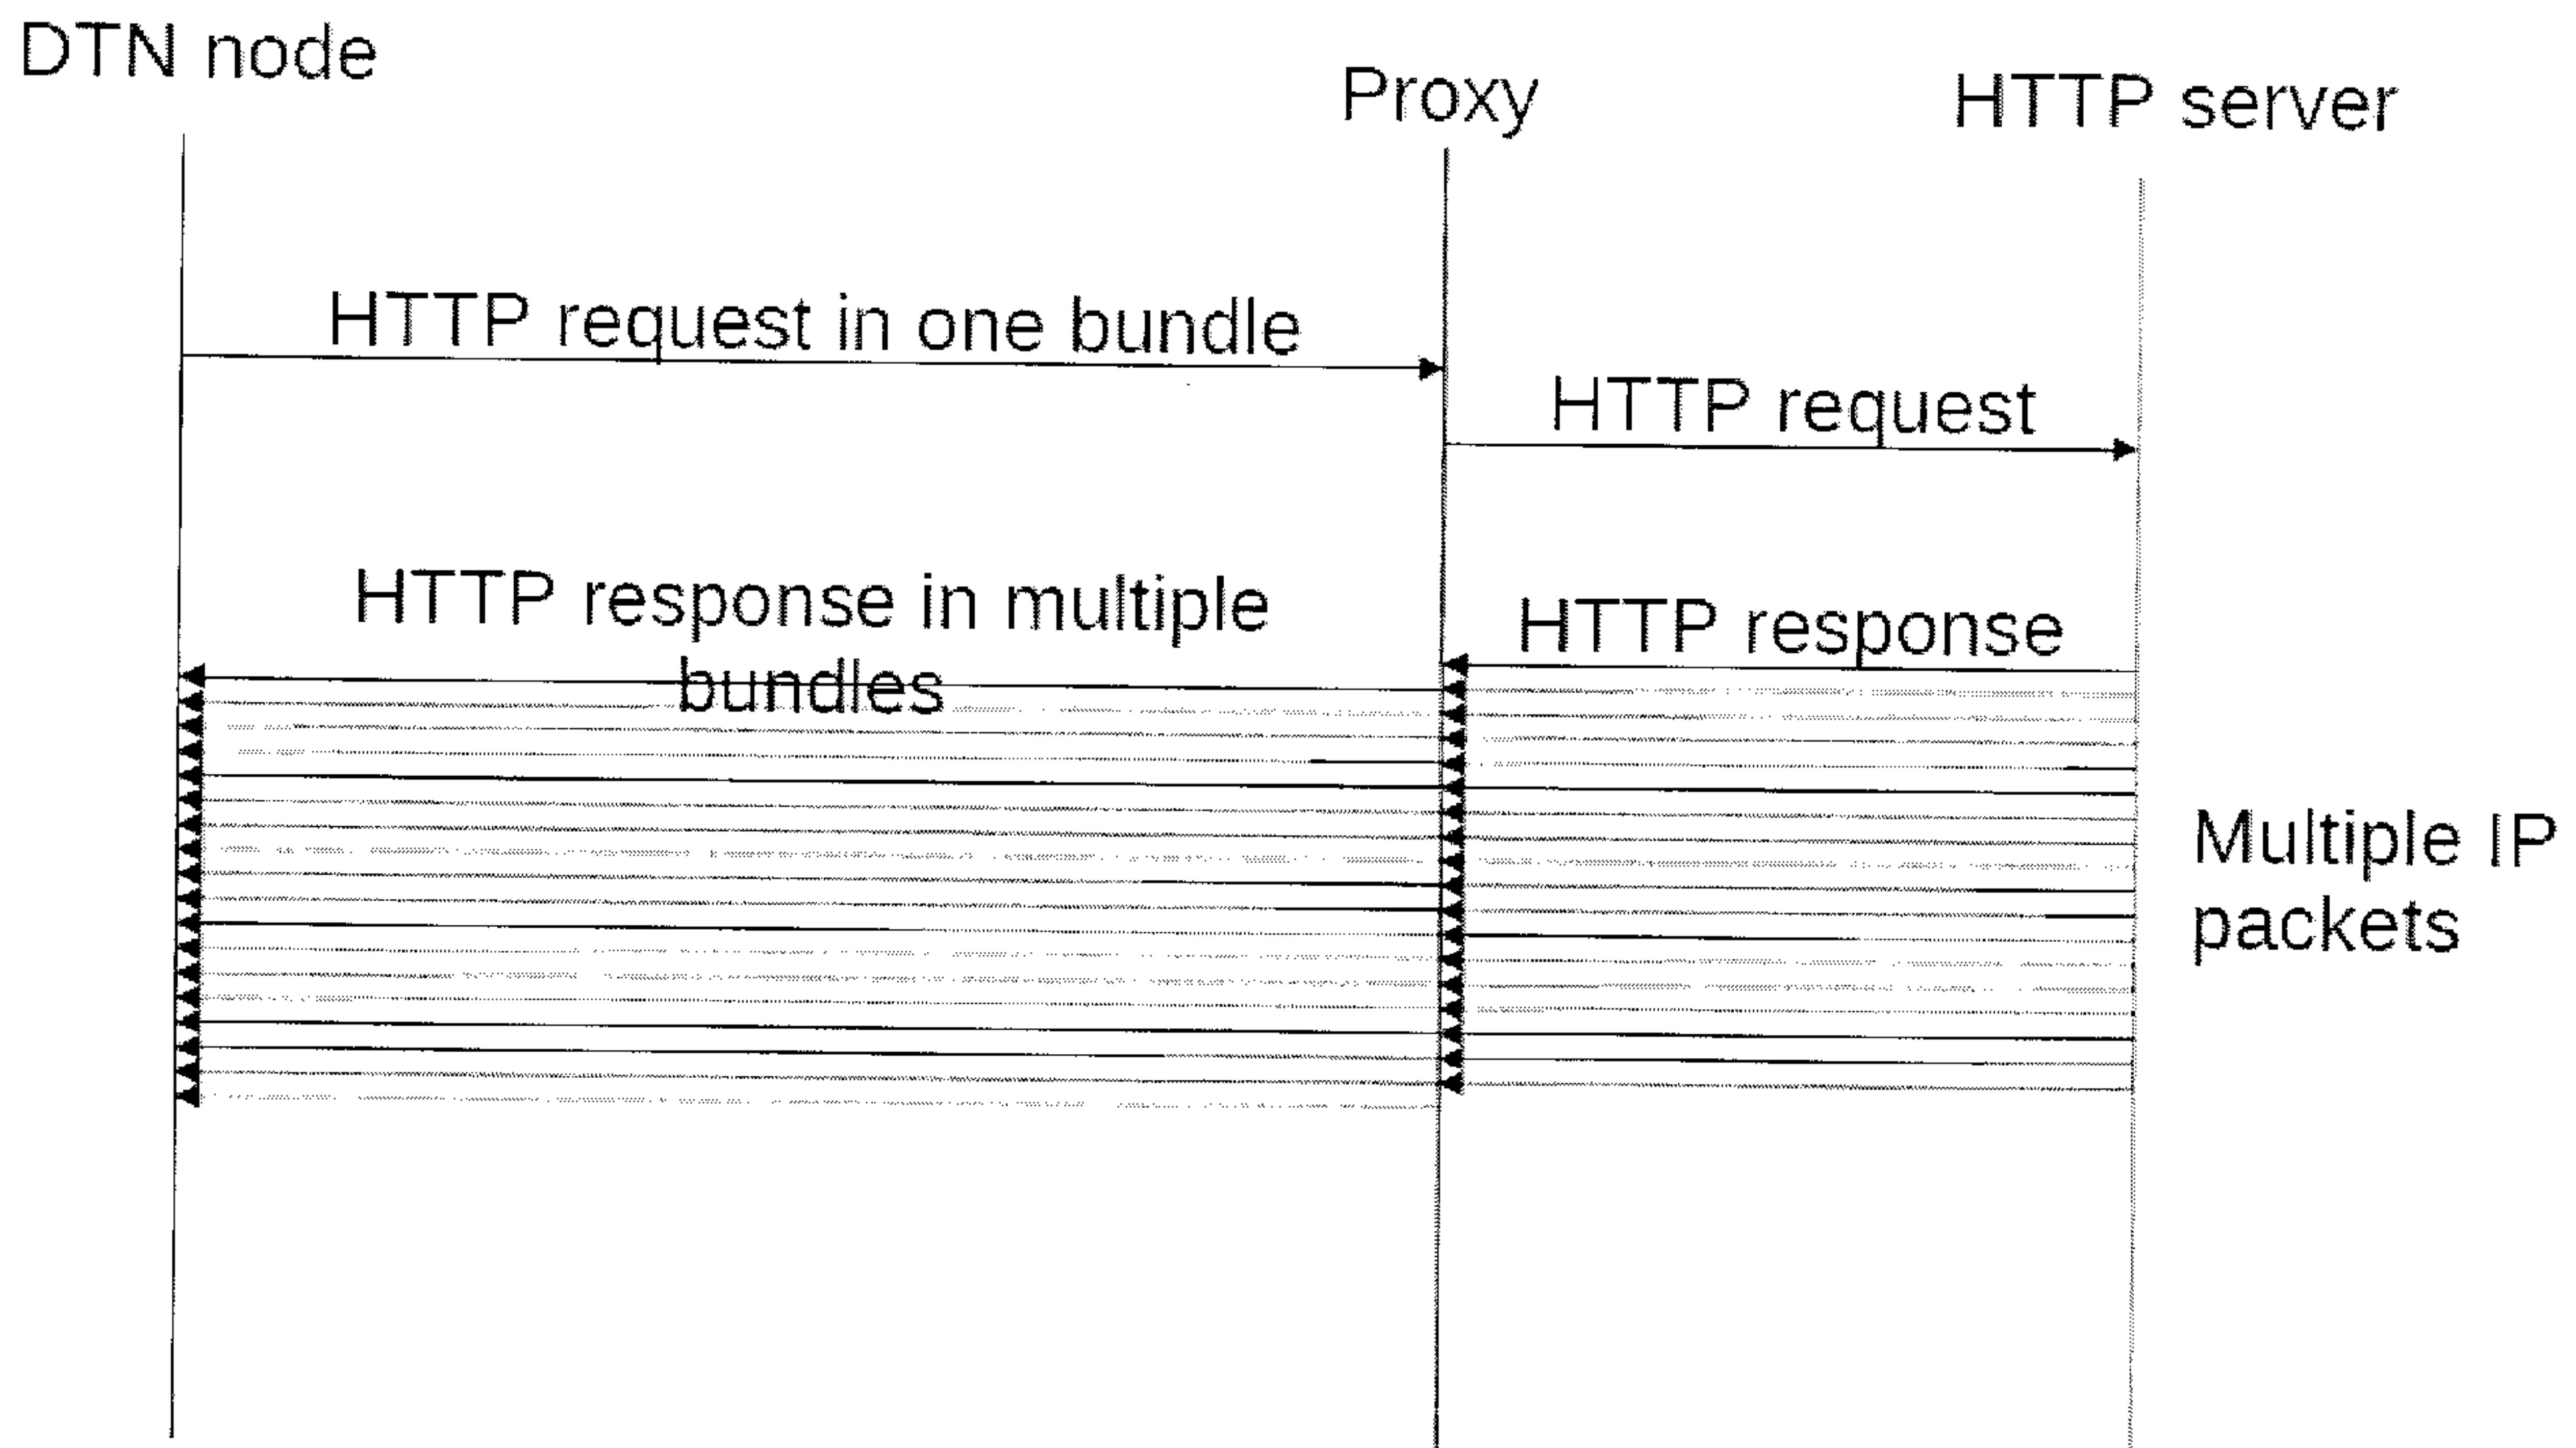 DTN node
Proxy
HTTP server
HTTP request in one bundle
HTTP request
HTTP response in multiple
bundles
HTTP response
Multiple IP
packets